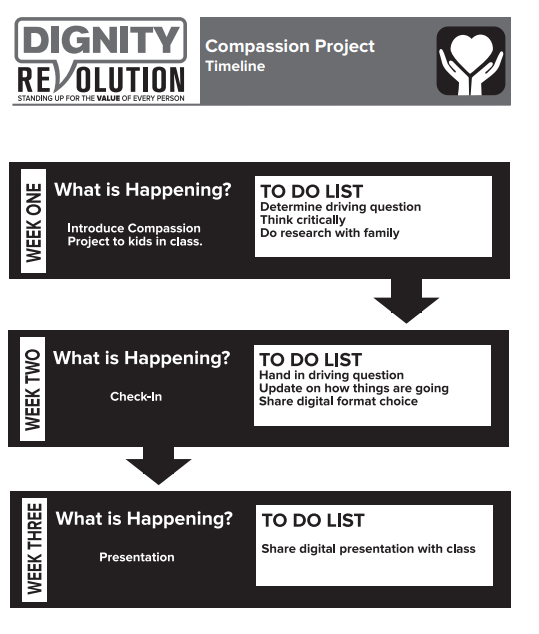 DIGNITY
REVOLUTION
STANDING UP FOR THE VALUE OF EVERY PERSON
Compassion Project
Timeline
WEEK ONE
What is Happening?
Introduce Compassion
Project to kids in class.
TO DO LIST
Determine driving question
Think critically
Do research with family
WEEK TWO
What is Happening?
Check-In
TO DO LIST
Hand in driving question
Update on how things are going
Share digital format choice
WEEK THREE
What is Happening?
Presentation
TO DO LIST
Share digital presentation with class